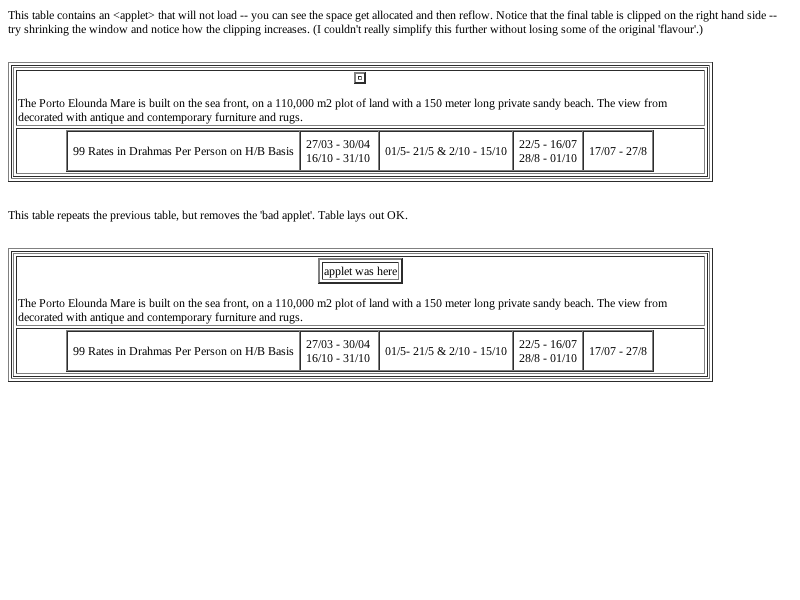 This table contains an <applet> that will not load -- you can see the space get allocated and then reflow. Notice that the final table is clipped on the right hand side --
try shrinking the window and notice how the clipping increases. (I couldn't really simplify this further without losing some of the original 'flavour'.)
The Porto Elounda Mare is built on the sea front, on a 110,000 m2 plot of land with a 150 meter long private sandy beach. The view from
decorated with antique and contemporary furniture and rugs.
99 Rates in Drahmas Per Person on H/B Basis 27/03 - 30/04 16/10 - 31/10 01/5- 21/5 & 2/10 - 15/10 22/5 - 16/07 28/8 - 01/10 17/07 - 27/8
This table repeats the previous table, but removes the 'bad applet'. Table lays out OK.
applet was here
The Porto Elounda Mare is built on the sea front, on a 110,000 m2 plot of land with a 150 meter long private sandy beach. The view from
decorated with antique and contemporary furniture and rugs.
99 Rates in Drahmas Per Person on H/B Basis 27/03 - 30/04 16/10 - 31/10 01/5- 21/5 & 2/10 - 15/10 22/5 - 16/07 28/8 - 01/10 17/07 - 27/8